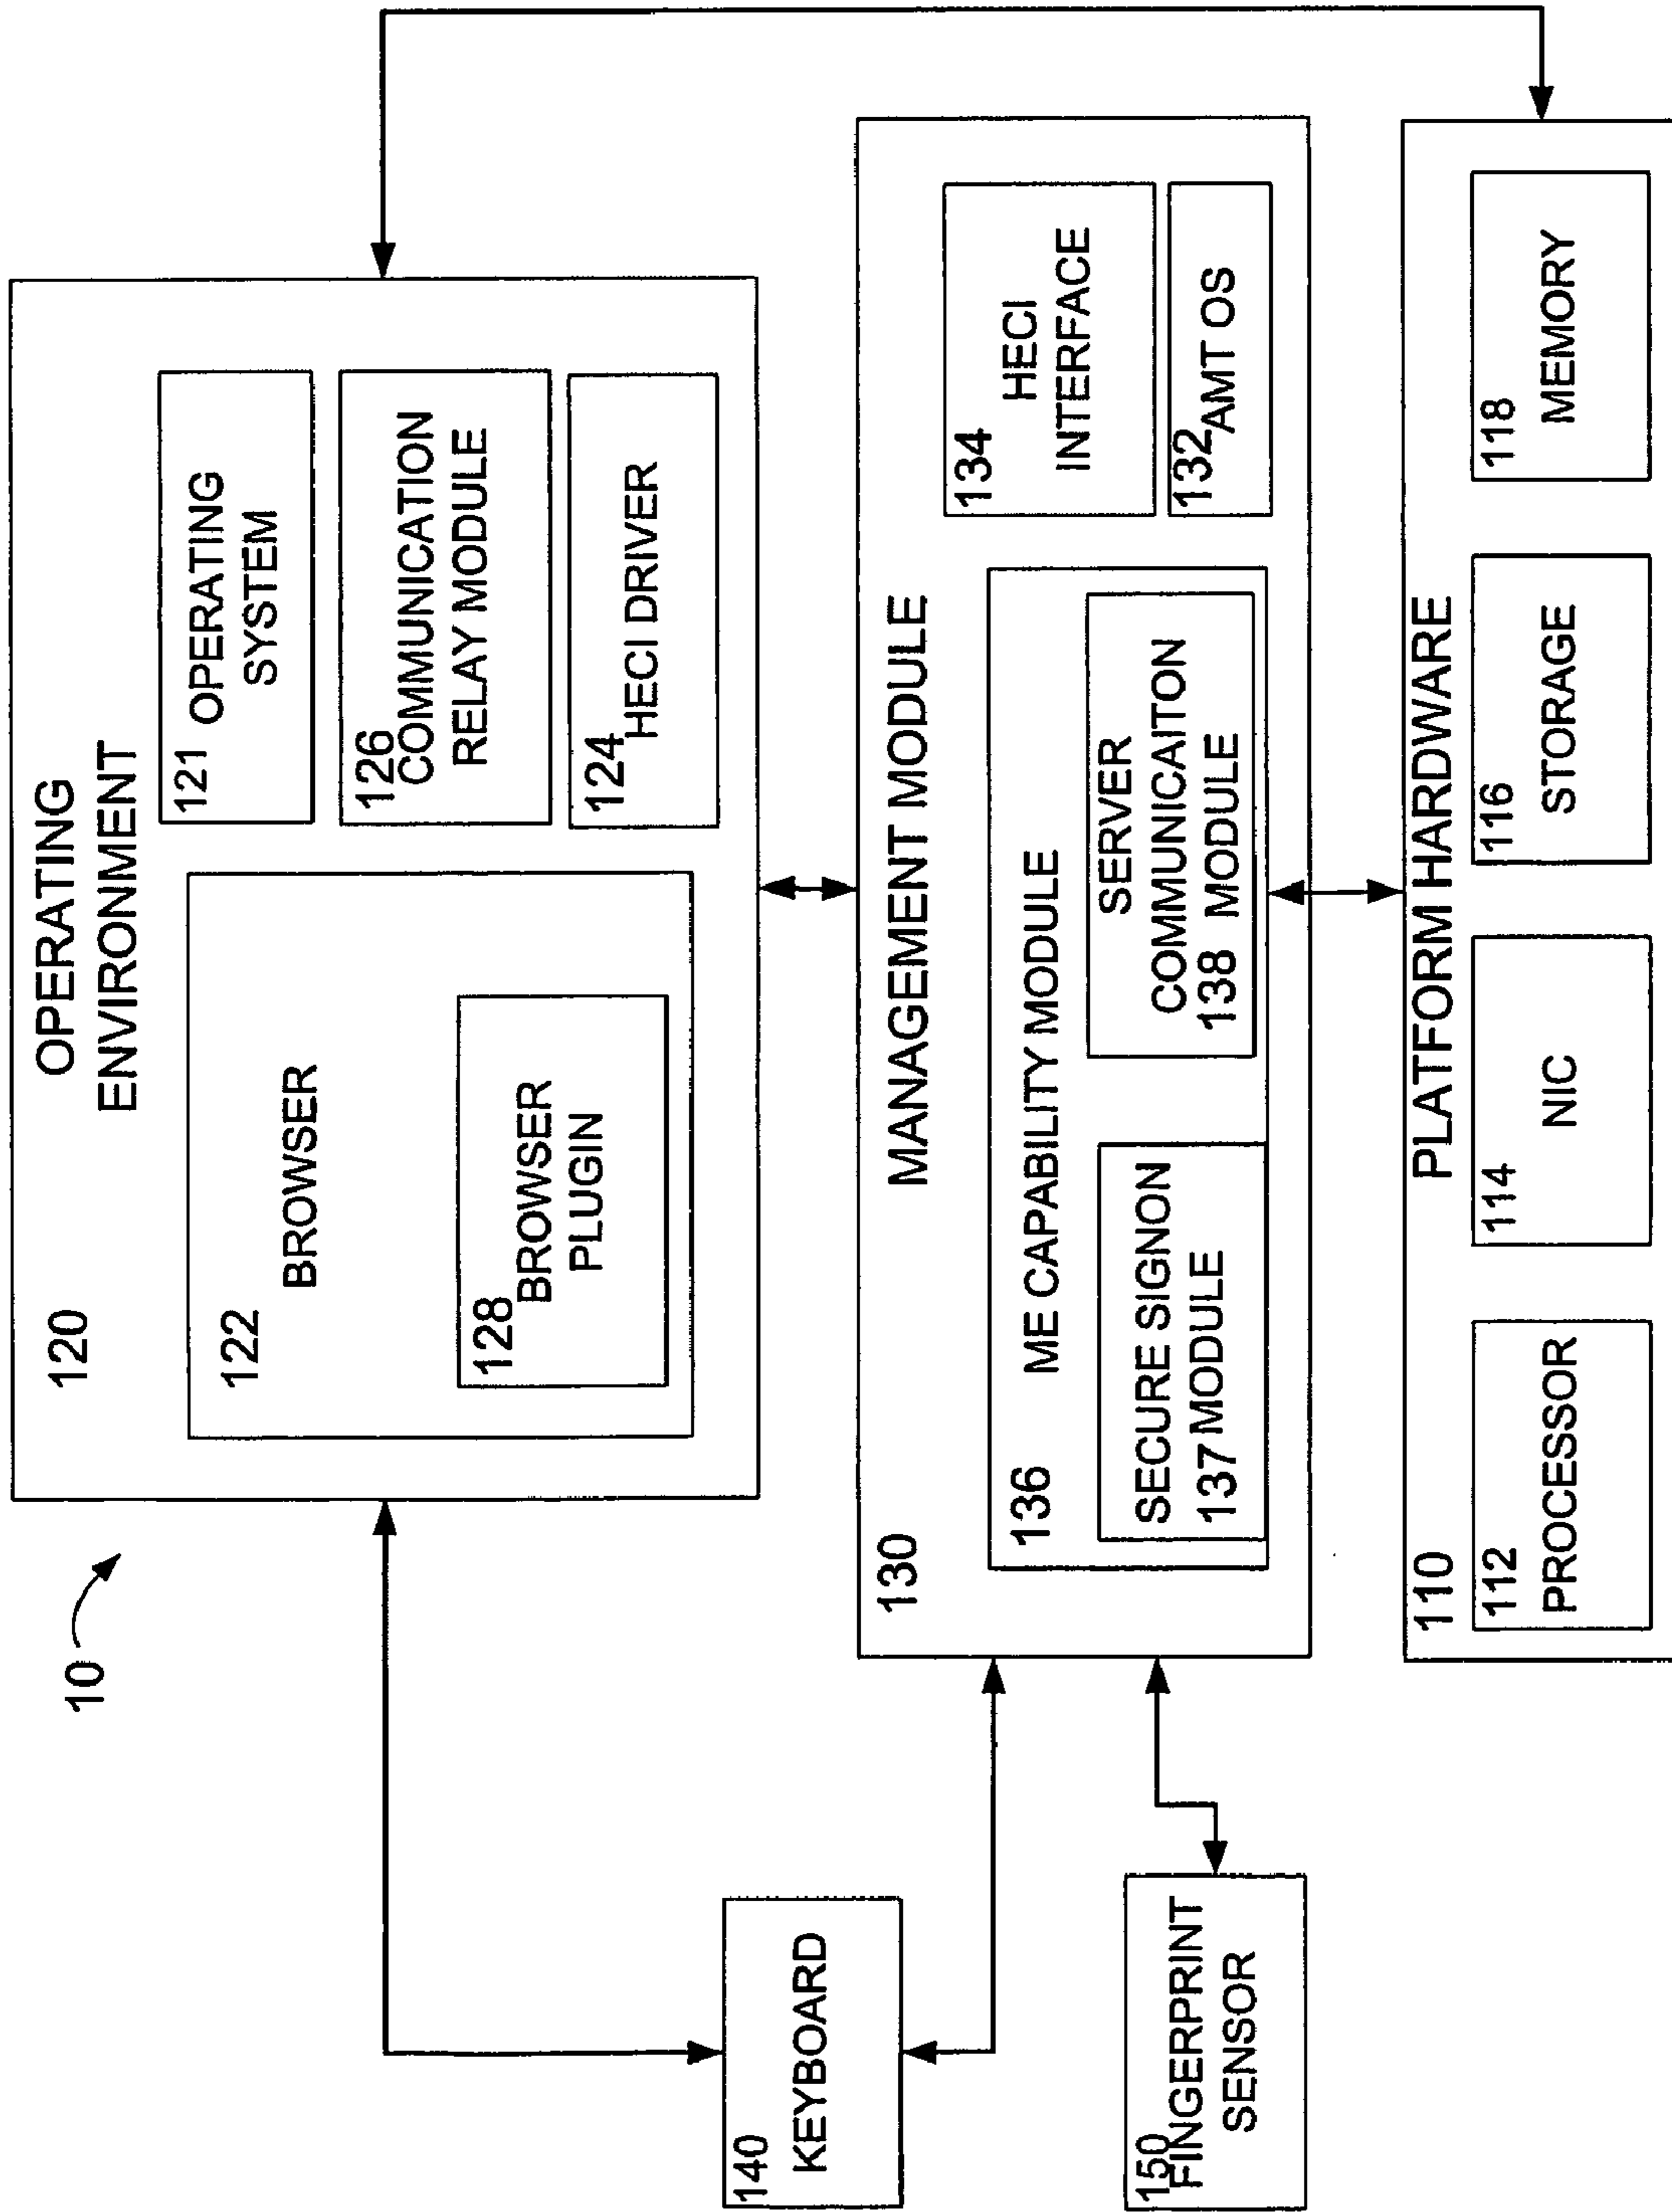 10
120
OPERATING
ENVIRONMENT
122
BROWSER
128
BROWSER
PLUGIN
121
OPERATING
SYSTEM
126
COMMUNICATION
RELAY MODULE
124
HECI DRIVER
140
KEYBOARD
130
MANAGEMENT MODULE
136
ME CAPABILITY MODULE
SECURE SIGNON
137 MODULE
SERVER
COMMUNICAITON
138 MODULE
134
HECI
INTERFACE
132
AMT OS
150
FINGERPRINT
SENSOR
110
PLATFORM HARDWARE
112
PROCESSOR
114
NIC
116
STORAGE
118
MEMORY